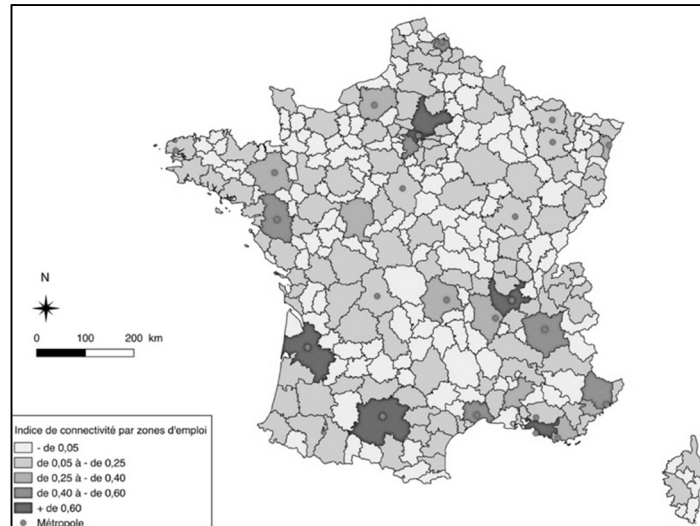 N
0 100 200 km
Indice de connectivité par zones d'emploi
- de 0,05
de 0,05 à - de 0,25
de 0,25 à - de 0,40
de 0,40 à - de 0,60
+ de 0,60
Métropole